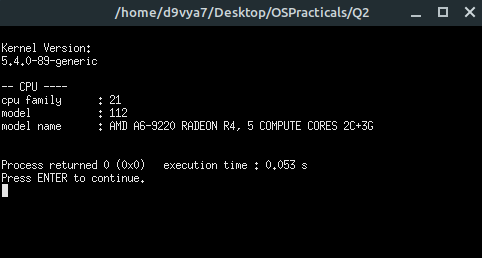 /home/d9vya7/Desktop/OSPracticals/Q2
Kernel Version:
5.4.0-89-generic
-- CPU ----
cpu family : 21
model : 112
model name : AMD A6-9220 RADEON R4, 5 COMPUTE CORES 2C+3G
Process returned 0 (0x0) execution time : 0.053 s
Press ENTER to continue.